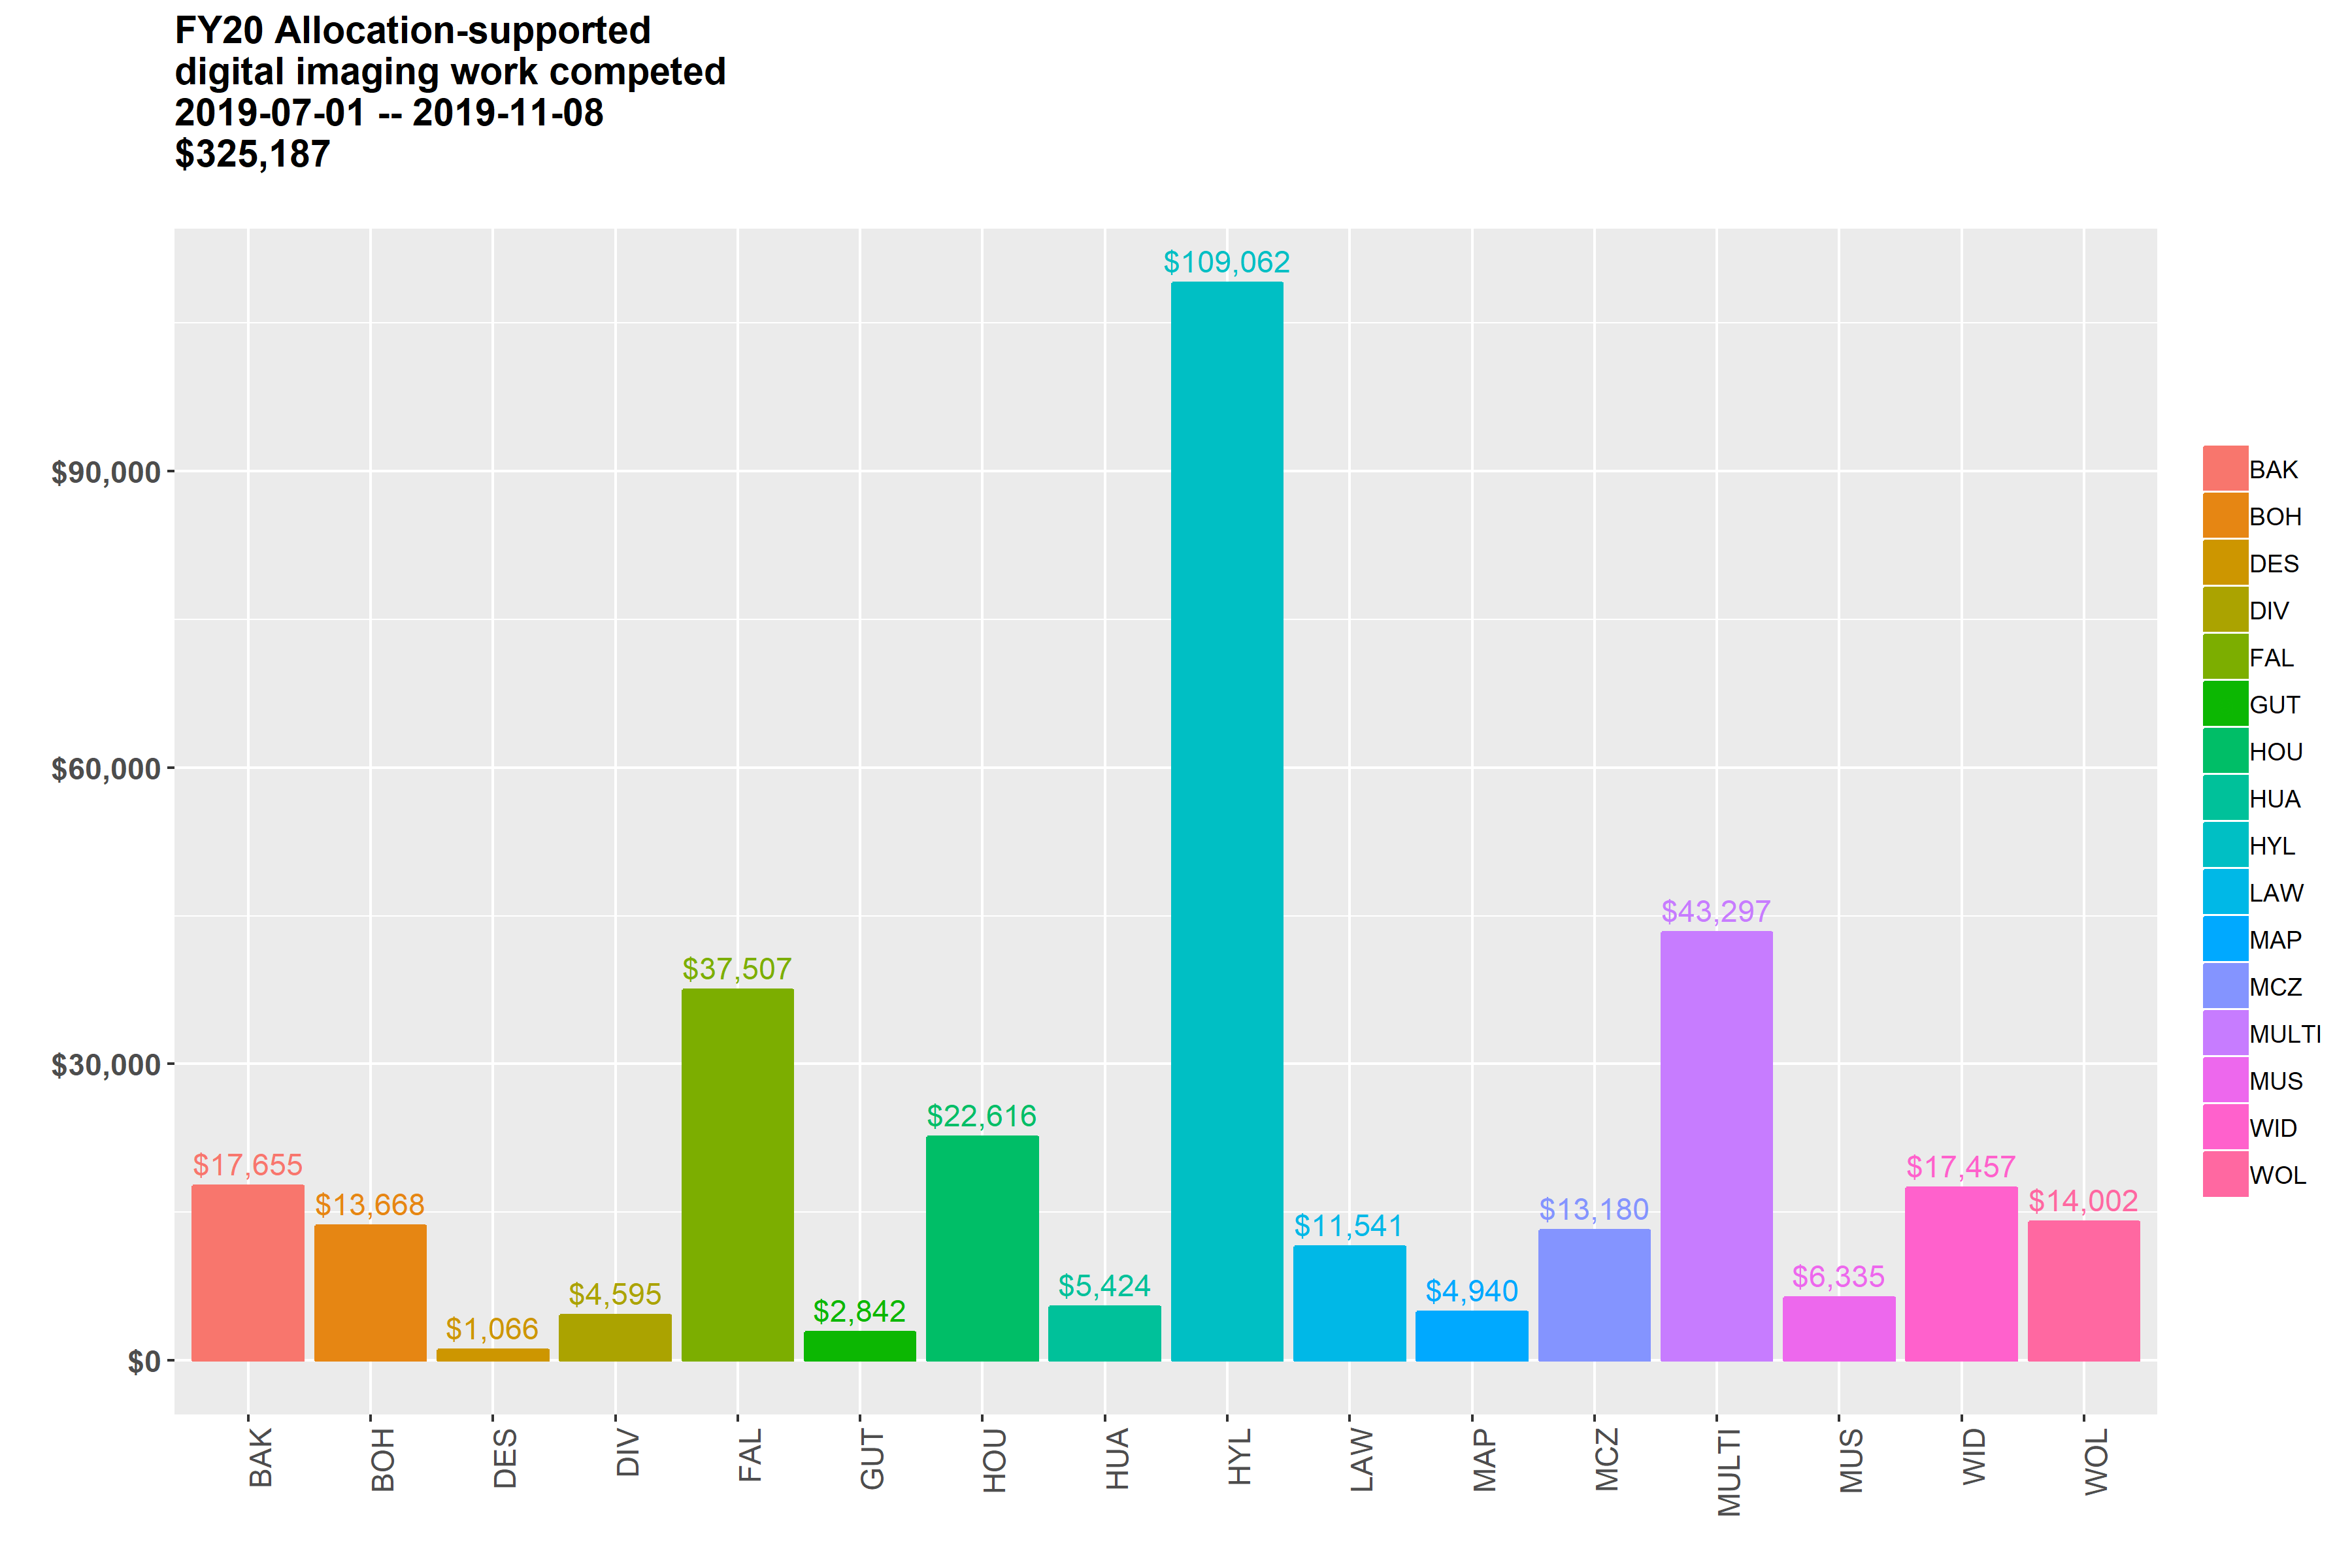 FY20 Allocation-supported
digital imaging work competed
2019-07-01 -- 2019-11-08
$325,187
$109,062
$90,000
$60,000
$43,297
$37,507
$30,000
$22,616
$17,655
$17,457
$13,668
$14,002
$13,180
$11,541
$6,335
$5,424
$4,940
$4,595
$2,842
$1,066
$0
BAK
BOH
DES
DIV
FAL
GUT
HOU
HUA
HYL
LAW
MAP
MCZ
MULTI
MUS
WID
WOL
BAK
BOH
DES
DIV
FAL
GUT
HOU
HUA
HYL
LAW
MAP
MCZ
MULTI
MUS
WID
WOL